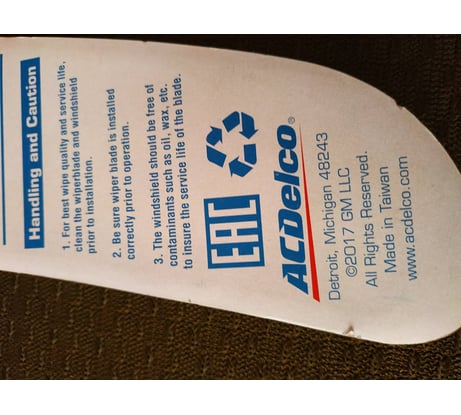 Handling and Caution
1. For best wipe quality and service life,
clean the wiperblade and windshield
prior to installation.
2. Be sure wiper blade is installed
correctly prior to operation.
3. The windshield should be free of
contaminants such as oil, wax, etc.
to insure the service life of the blade.
EAC
ACDelco®
Detroit, Michigan 48243
©2017 GM LLC
All Rights Reserved.
Made in Taiwan
www.acdelco.com